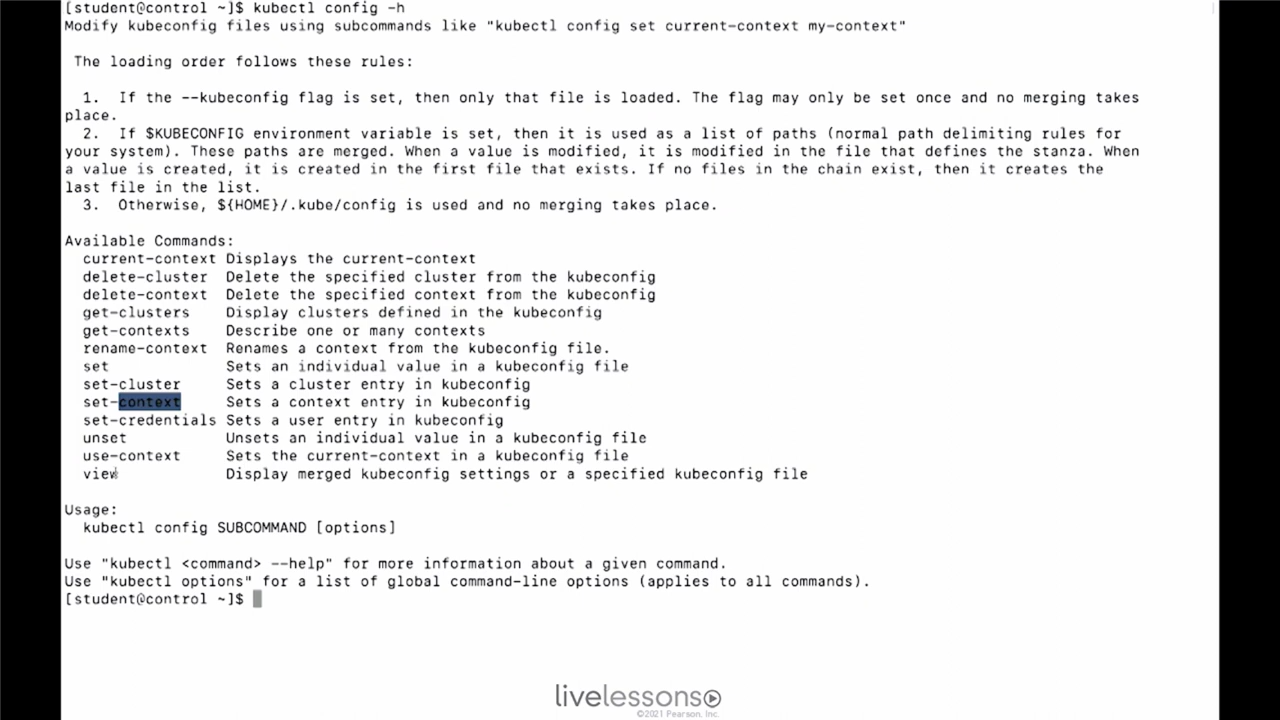 [student@control ~]$ kubectl config -h
Modify kubeconfig files using subcommands like "kubectl config set current-context my-context"
The loading order follows these rules:
1. If the --kubeconfig flag is set, then only that file is loaded. The flag may only be set once and no merging takes
place.
2. If $KUBECONFIG environment variable is set, then it is used as a list of paths (normal path delimiting rules for
your system). These paths are merged. When a value is modified, it is modified in the file that defines the stanza. When
a value is created, it is created in the first file that exists. If no files in the chain exist, then it creates the
last file in the list.
3. Otherwise, ${HOME}/.kube/config is used and no merging takes place.
Available Commands:
current-context Displays the current-context
delete-cluster Delete the specified cluster from the kubeconfig
delete-context Delete the specified context from the kubeconfig
get-clusters Display clusters defined in the kubeconfig
get-contexts Describe one or many contexts
rename-context Renames a context from the kubeconfig file.
set Sets an individual value in a kubeconfig file
set-cluster Sets a cluster entry in kubeconfig
set-context Sets a context entry in kubeconfig
set-credentials Sets a user entry in kubeconfig
unset Unsets an individual value in a kubeconfig file
use-context Sets the current-context in a kubeconfig file
view Display merged kubeconfig settings or a specified kubeconfig file
Usage:
kubectl config SUBCOMMAND [options]
Use "kubectl <command> --help" for more information about a given command.
Use "kubectl options" for a list of global command-line options (applies to all commands).
[student@control ~]$
livelessons
©2021 Pearson, Inc.